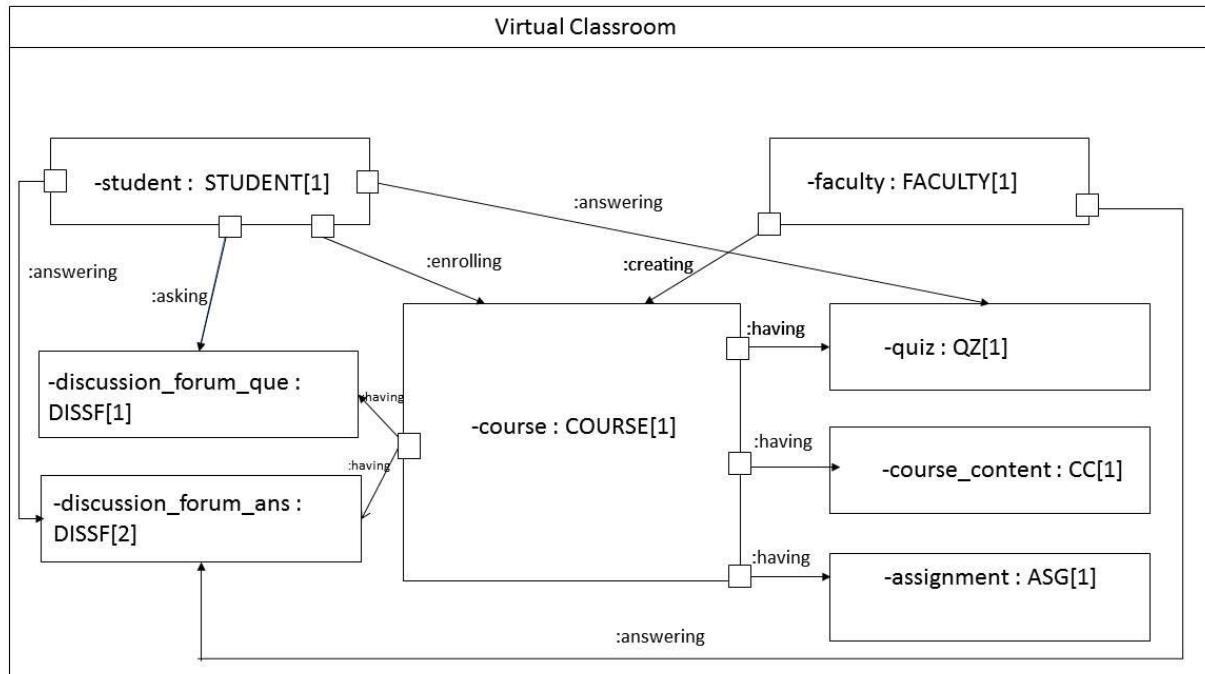 Virtual Classroom
-student : STUDENT[1]
-faculty : FACULTY[1]
:answering
:answering
:enrolling
:creating
:asking
:having
-quiz : QZ[1]
-discussion_forum_que :
DISSF[1]
:having
-course : COURSE[1]
:having
-course_content : CC[1]
:having
-discussion_forum_ans :
DISSF[2]
:having
-assignment : ASG[1]
:answering